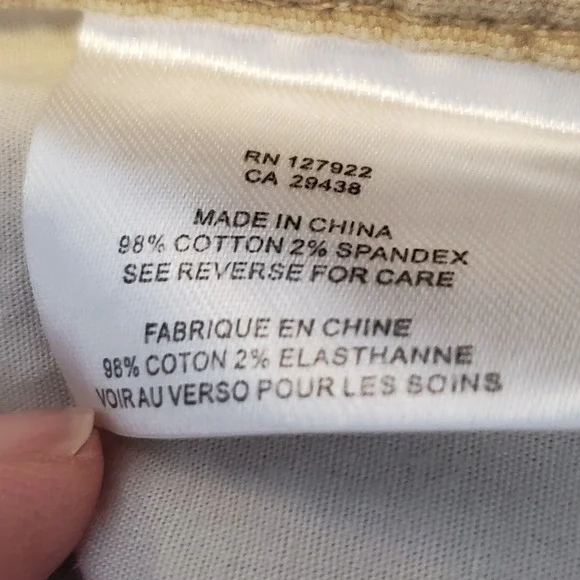 RN 127922
CA 29438
MADE IN CHINA
98% COTTON 2% SPANDEX
SEE REVERSE FOR CARE
FABRIQUE EN CHINE
98% COTON 2% ELASTHANNE
VOIR AU VERSO POUR LES SOINS